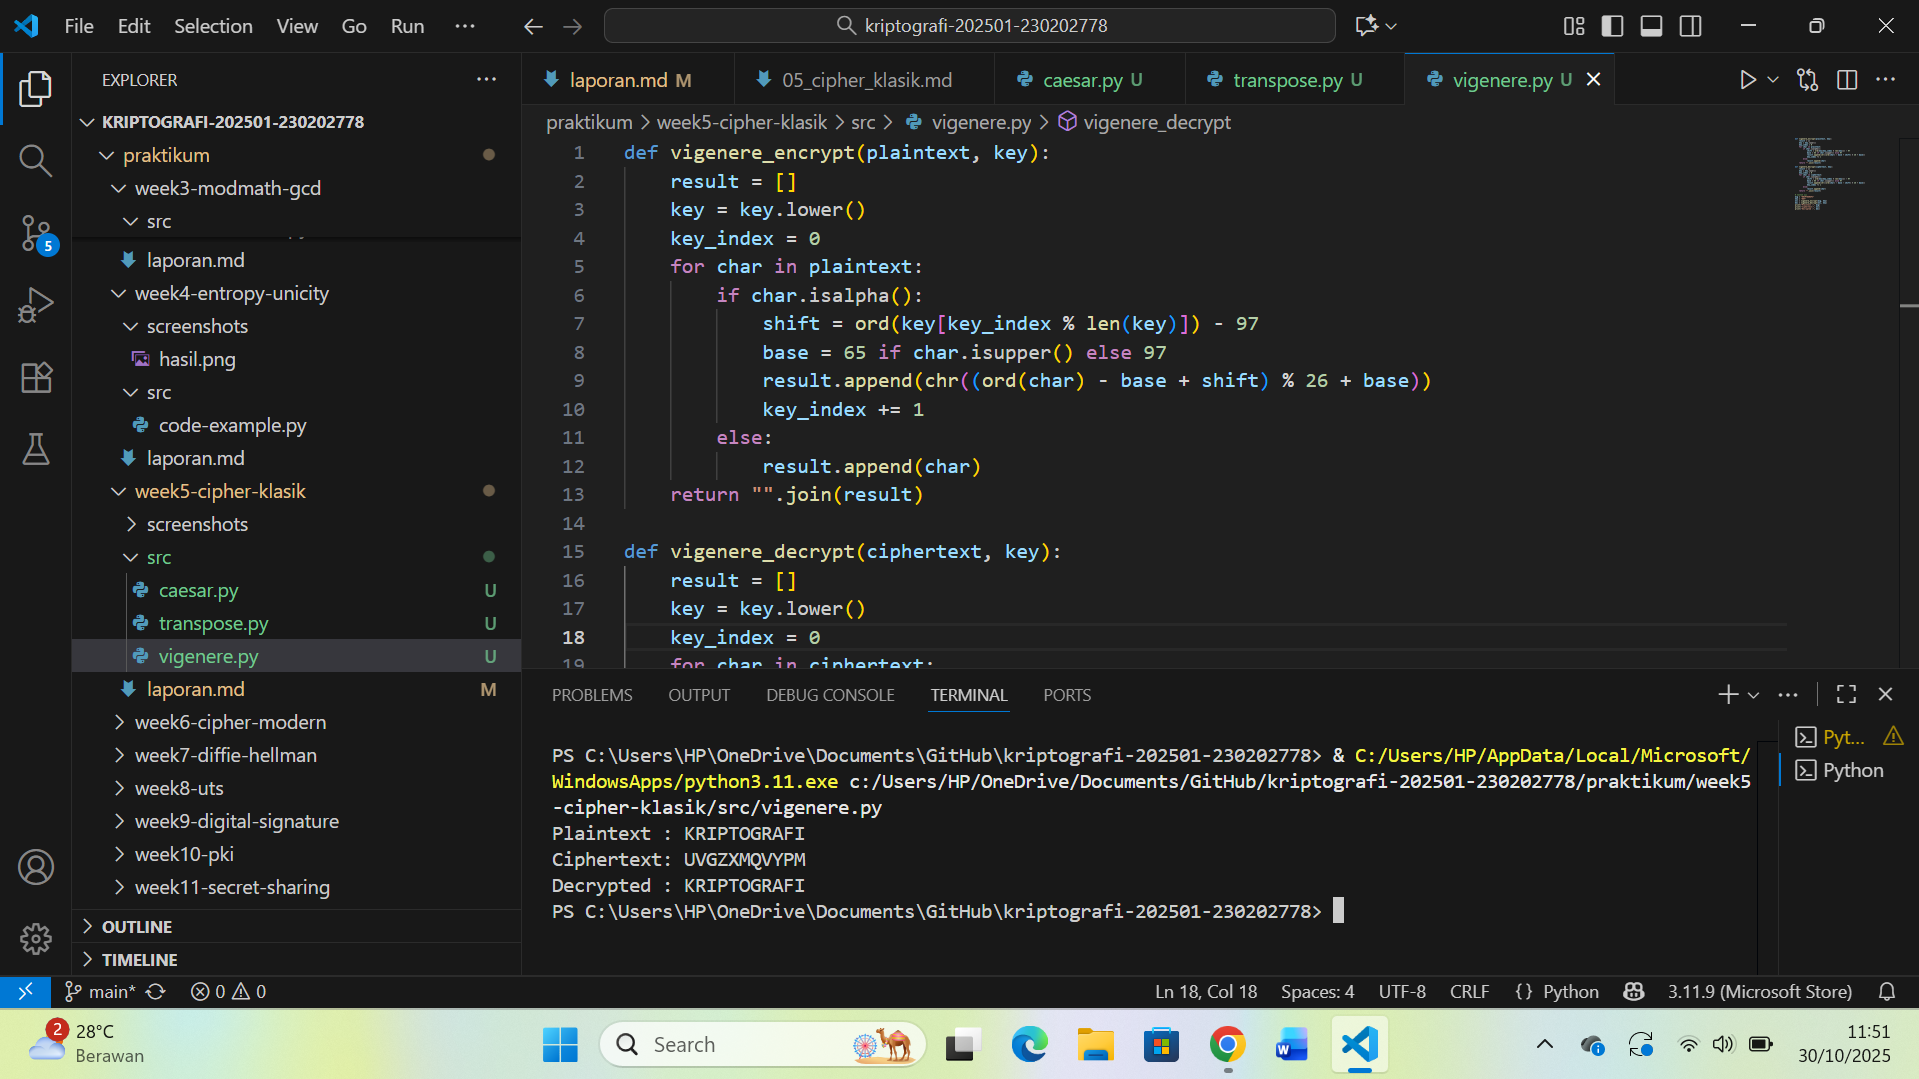 File Edit Selection View Go Run ···
kriptografi-202501-230202778
EXPLORER
KRIPTOGRAFI-202501-230202778
praktikum
week3-modmath-gcd
src
laporan.md
week4-entropy-unicity
screenshots
hasil.png
src
code-example.py
laporan.md
week5-cipher-klasik
screenshots
src
caesar.py U
transpose.py U
vigenere.py U
laporan.md M
week6-cipher-modern
week7-diffie-hellman
week8-uts
week9-digital-signature
week10-pki
week11-secret-sharing
OUTLINE
TIMELINE
5
laporan.md M
05_cipher_klasik.md
caesar.py U
transpose.py U
vigenere.py U
praktikum > week5-cipher-klasik > src > vigenere.py > vigenere_decrypt
1 def vigenere_encrypt(plaintext, key):
2 result = []
3 key = key.lower()
4 key_index = 0
5 for char in plaintext:
6 if char.isalpha():
7 shift = ord(key[key_index % len(key)]) - 97
8 base = 65 if char.isupper() else 97
9 result.append(chr((ord(char) - base + shift) % 26 + base))
10 key_index += 1
11 else:
12 result.append(char)
13 return "".join(result)
14
15 def vigenere_decrypt(ciphertext, key):
16 result = []
17 key = key.lower()
18 key_index = 0
19 for char in ciphertext:
PROBLEMS OUTPUT DEBUG CONSOLE TERMINAL PORTS
PS C:\Users\HP\OneDrive\Documents\GitHub\kriptografi-202501-230202778> & C:/Users/HP/AppData/Local/Microsoft/
WindowsApps/python3.11.exe c:/Users/HP/OneDrive/Documents/GitHub/kriptografi-202501-230202778/praktikum/week5
-cipher-klasik/src/vigenere.py
Plaintext : KRIPTOGRAFI
Ciphertext: UVGZXMQVYPM
Decrypted : KRIPTOGRAFI
PS C:\Users\HP\OneDrive\Documents\GitHub\kriptografi-202501-230202778>
Pyt...
Python
main* 0 0
Ln 18, Col 18 Spaces: 4 UTF-8 CRLF {} Python 3.11.9 (Microsoft Store)
2
28°C
Berawan
Search
11:51
30/10/2025